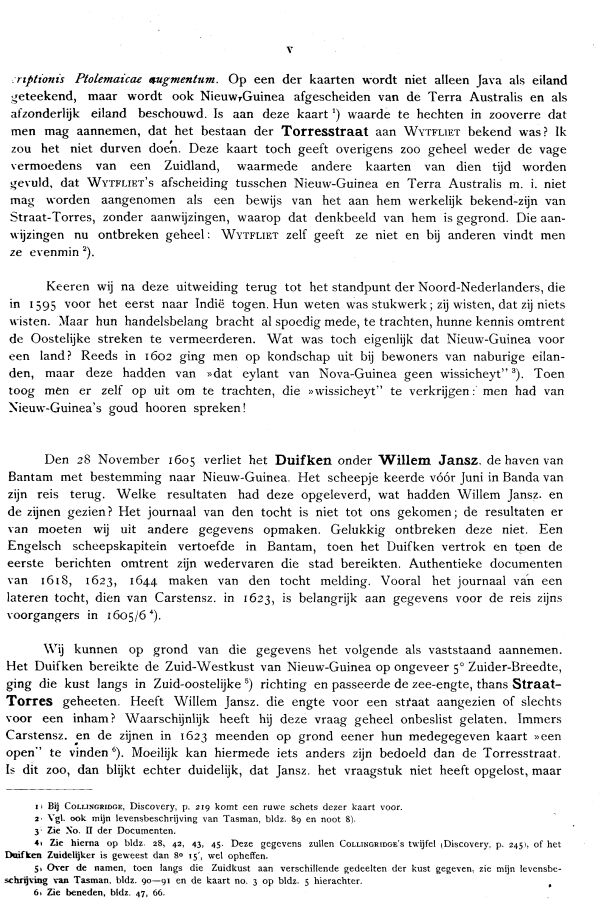 V
criptionis Ptolemaicae augmentum. Op een der kaarten wordt niet alleen Java als eiland
geteekend, maar wordt ook Nieuw-Guinea afgescheiden van de Terra Australis en als
afzonderlijk eiland beschouwd. Is aan deze kaart ¹) waarde te hechten in zooverre dat
men mag aannemen, dat het bestaan der Torresstraat aan WYTFLIET bekend was? Ik
zou het niet durven doen. Deze kaart toch geeft overigens zoo geheel weder de vage
vermoedens van een Zuidland, waarmede andere kaarten van dien tijd worden
gevuld, dat WYTFLIET's afscheiding tusschen Nieuw-Guinea en Terra Australis m. i. niet
mag worden aangenomen als een bewijs van het aan hem werkelijk bekend-zijn van
Straat-Torres, zonder aanwijzingen, waarop dat denkbeeld van hem is gegrond. Die aan-
wijzingen nu ontbreken geheel: WYTFLIET zelf geeft ze niet en bij anderen vindt men
ze evenmin ²).
Keeren wij na deze uitweiding terug tot het standpunt der Noord-Nederlanders, die
in 1595 voor het eerst naar Indië togen. Hun weten was stukwerk; zij wisten, dat zij niets
wisten. Maar hun handelsbelang bracht al spoedig mede, te trachten, hunne kennis omtrent
de Oostelijke streken te vermeerderen. Wat was toch eigenlijk dat Nieuw-Guinea voor
een land? Reeds in 1602 ging men op kondschap uit bij bewoners van naburige eilan-
den, maar deze hadden van »dat eylant van Nova-Guinea geen wissicheyt" ³). Toen
toog men er zelf op uit om te trachten, die »wissicheyt" te verkrijgen: men had van
Nieuw-Guinea's goud hooren spreken!
Den 28 November 1605 verliet het Duifken onder Willem Jansz. de haven van
Bantam met bestemming naar Nieuw-Guinea. Het scheepje keerde vóór Juni in Banda van
zijn reis terug. Welke resultaten had deze opgeleverd, wat hadden Willem Jansz. en
de zijnen gezien? Het journaal van den tocht is niet tot ons gekomen; de resultaten er
van moeten wij uit andere gegevens opmaken. Gelukkig ontbreken deze niet. Een
Engelsch scheepskapitein vertoefde in Bantam, toen het Duifken vertrok en toen de
eerste berichten omtrent zijn wedervaren die stad bereikten. Authentieke documenten
van 1618, 1623, 1644 maken van den tocht melding. Vooral het journaal van een
lateren tocht, dien van Carstensz. in 1623, is belangrijk aan gegevens voor de reis zijns
voorgangers in 1605/6 ⁴).
Wij kunnen op grond van die gegevens het volgende als vaststaand aannemen.
Het Duifken bereikte de Zuid-Westkust van Nieuw-Guinea op ongeveer 5° Zuider-Breedte,
ging die kust langs in Zuid-oostelijke ⁵) richting en passeerde de zee-engte, thans Straat-
Torres geheeten. Heeft Willem Jansz. die engte voor een straat aangezien of slechts
voor een inham? Waarschijnlijk heeft hij deze vraag geheel onbeslist gelaten. Immers
Carstensz. en de zijnen in 1623 meenden op grond eener hun medegegeven kaart »een
open" te vinden ⁶). Moeilijk kan hiermede iets anders zijn bedoeld dan de Torresstraat.
Is dit zoo, dan blijkt echter duidelijk, dat Jansz. het vraagstuk niet heeft opgelost, maar
1) Bij COLLINGRIDGE, Discovery, p. 219 komt een ruwe schets dezer kaart voor.
2. Vgl. ook mijn levensbeschrijving van Tasman, bldz. 89 en noot 8).
3. Zie No. II der Documenten.
4) Zie hierna op bldz. 28, 42, 43, 45. Deze gegevens zullen COLLINGRIDGE's twijfel (Discovery, p. 245), of het
Duifken Zuidelijker is geweest dan 8° 15', wel opheffen.
5) Over de namen, toen langs die Zuidkust aan verschillende gedeelten der kust gegeven, zie mijn levensbe-
schrijving van Tasman, bldz. 90—91 en de kaart no. 3 op bldz. 5 hierachter.
6) Zie beneden, bldz. 47, 66.